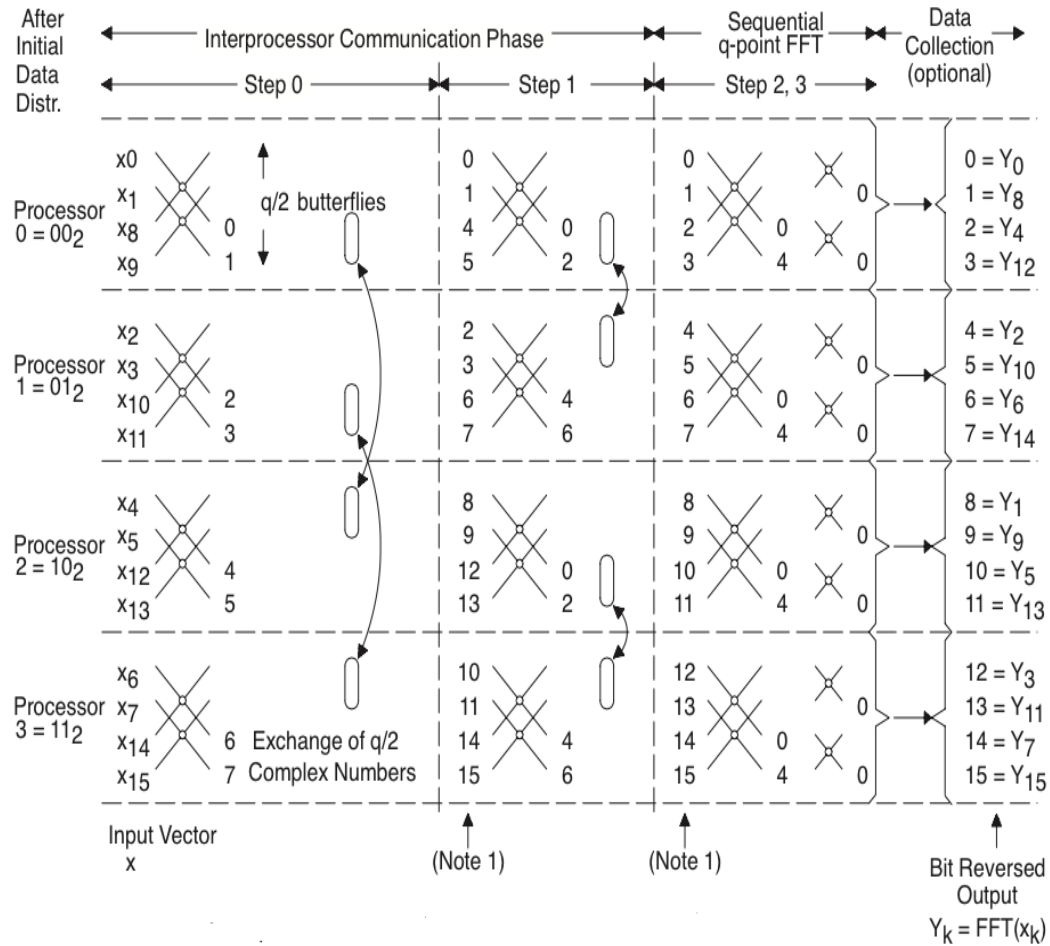 After
Initial
Data
Distr.
Interprocessor Communication Phase
Sequential
q-point FFT
Data
Collection
(optional)
Step 0
Step 1
Step 2, 3
Processor
0 = 00₂
x0
x₁
x₈ 0
x₉ 1
q/2 butterflies
0
1
4 0
5 2
0
1
2 0
3 4
0
0
0 = Y₀
1 = Y₈
2 = Y₄
3 = Y₁₂
Processor
1 = 01₂
x₂
x₃
x₁₀ 2
x₁₁ 3
2
3
6 4
7 6
4
5
6 0
7 4
0
0
4 = Y₂
5 = Y₁₀
6 = Y₆
7 = Y₁₄
Processor
2 = 10₂
x₄
x₅
x₁₂ 4
x₁₃ 5
8
9
12 0
13 2
8
9
10 0
11 4
0
0
8 = Y₁
9 = Y₉
10 = Y₅
11 = Y₁₃
Processor
3 = 11₂
x₆
x₇
x₁₄ 6
x₁₅ 7
Exchange of q/2
Complex Numbers
10
11
14 4
15 6
12
13
14 0
15 4
0
0
12 = Y₃
13 = Y₁₁
14 = Y₇
15 = Y₁₅
Input Vector
x
(Note 1)
(Note 1)
Bit Reversed
Output
Yₖ = FFT(xₖ)